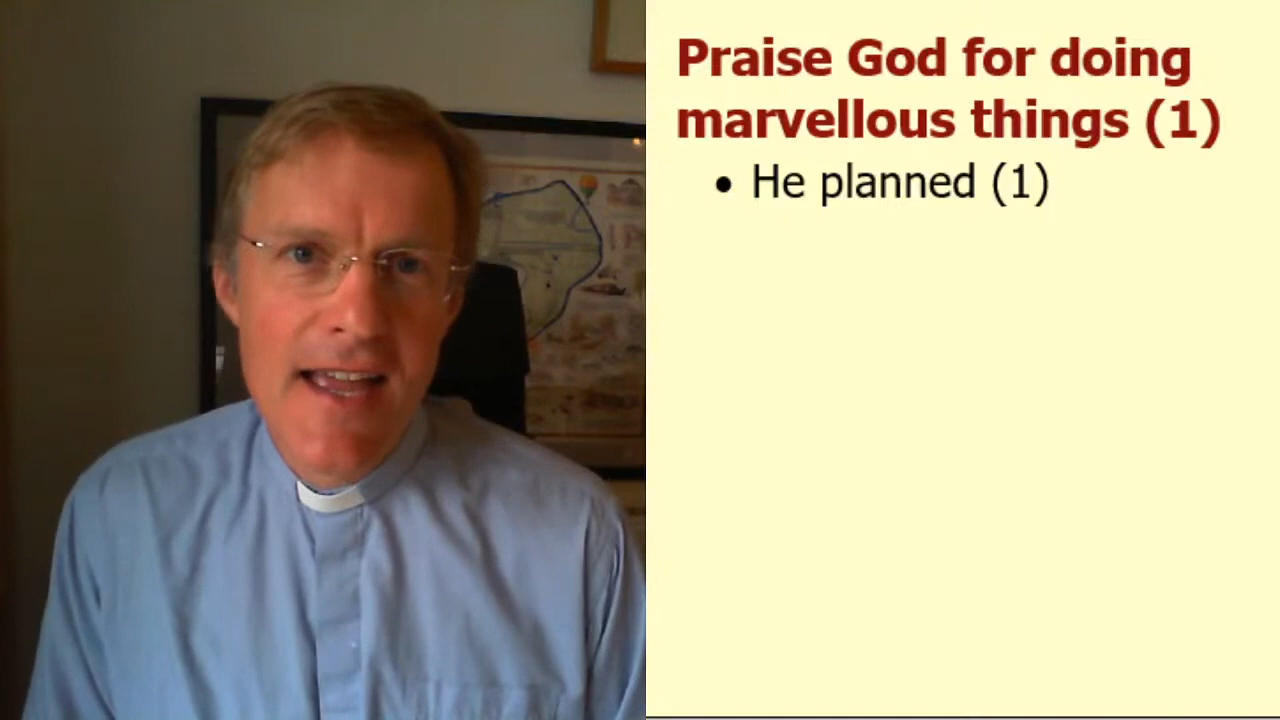 Praise God for doing
marvellous things (1)
• He planned (1)